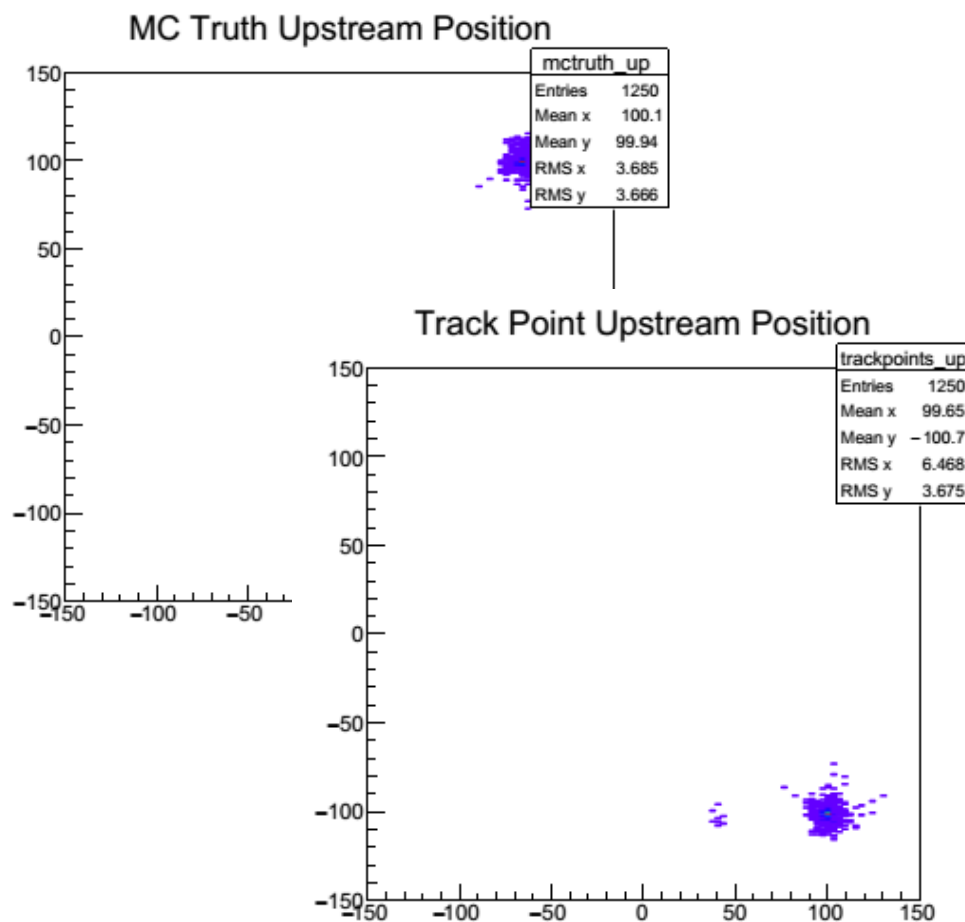 MC Truth Upstream Position
mctruth_up
Entries 1250
Mean x 100.1
Mean y 99.94
RMS x 3.685
RMS y 3.666
150
100
50
0
−50
−100
−150
−150 −100 −50
Track Point Upstream Position
trackpoints_up
Entries 1250
Mean x 99.65
Mean y −100.7
RMS x 6.468
RMS y 3.675
150
100
50
0
−50
−100
−150
−150 −100 −50 0 50 100 150